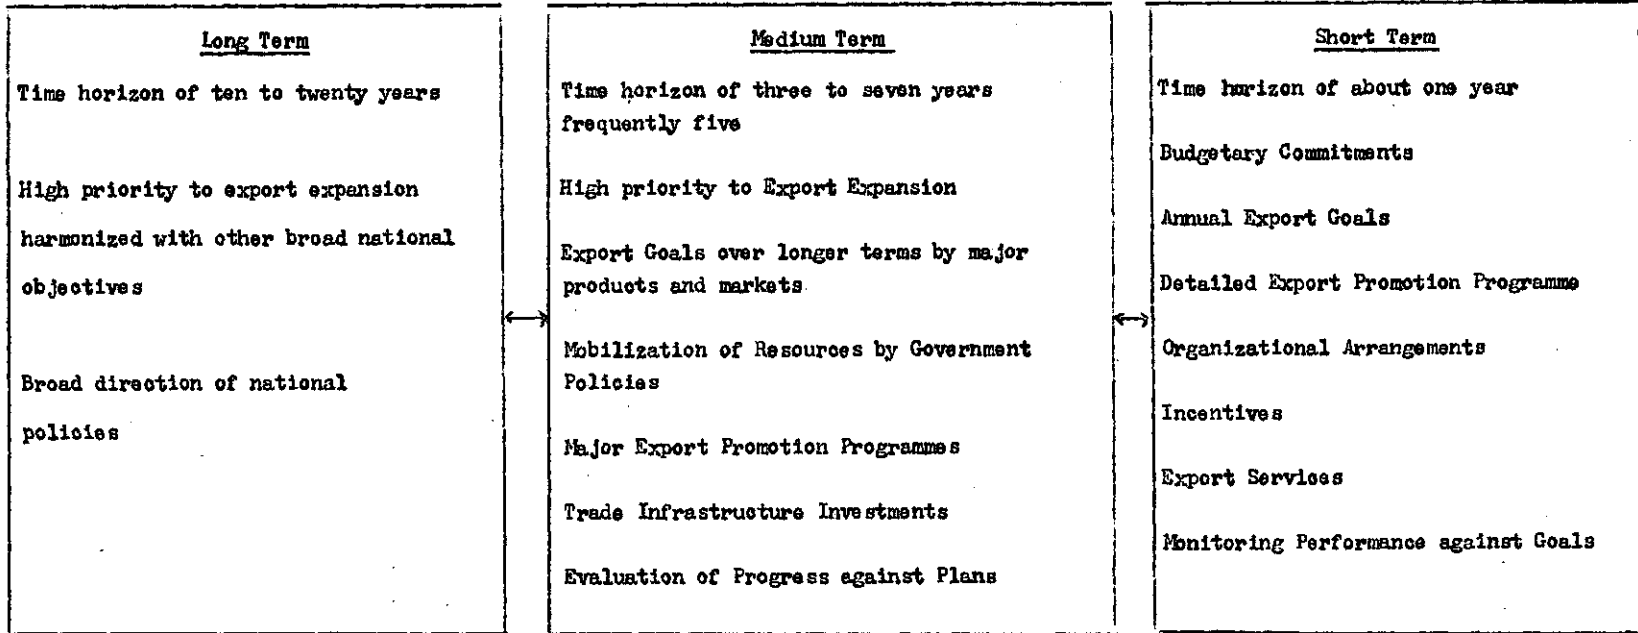 Long Term
Time horizon of ten to twenty years
High priority to export expansion
harmonized with other broad national
objectives
Broad direction of national
policies
Medium Term
Time horizon of three to seven years
frequently five
High priority to Export Expansion
Export Goals over longer terms by major
products and markets
Mobilization of Resources by Government
Policies
Major Export Promotion Programmes
Trade Infrastructure Investments
Evaluation of Progress against Plans
Short Term
Time horizon of about one year
Budgetary Commitments
Annual Export Goals
Detailed Export Promotion Programme
Organizational Arrangements
Incentives
Export Services
Monitoring Performance against Goals